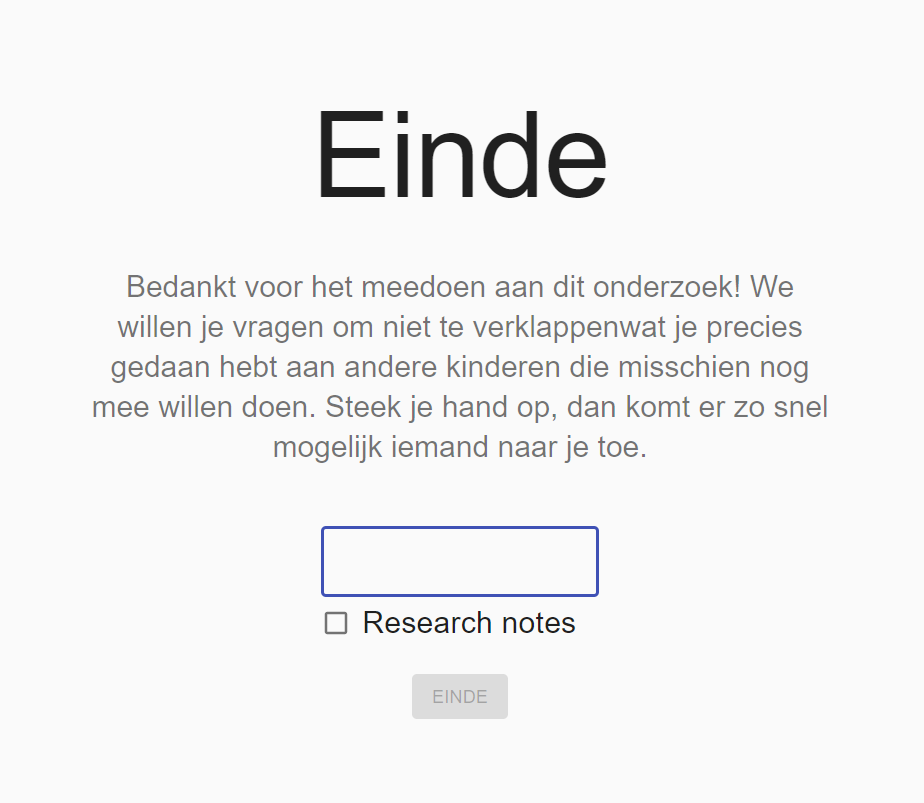 Einde
Bedankt voor het meedoen aan dit onderzoek! We
willen je vragen om niet te verklappenwat je precies
gedaan hebt aan andere kinderen die misschien nog
mee willen doen. Steek je hand op, dan komt er zo snel
mogelijk iemand naar je toe.
Research notes
EINDE